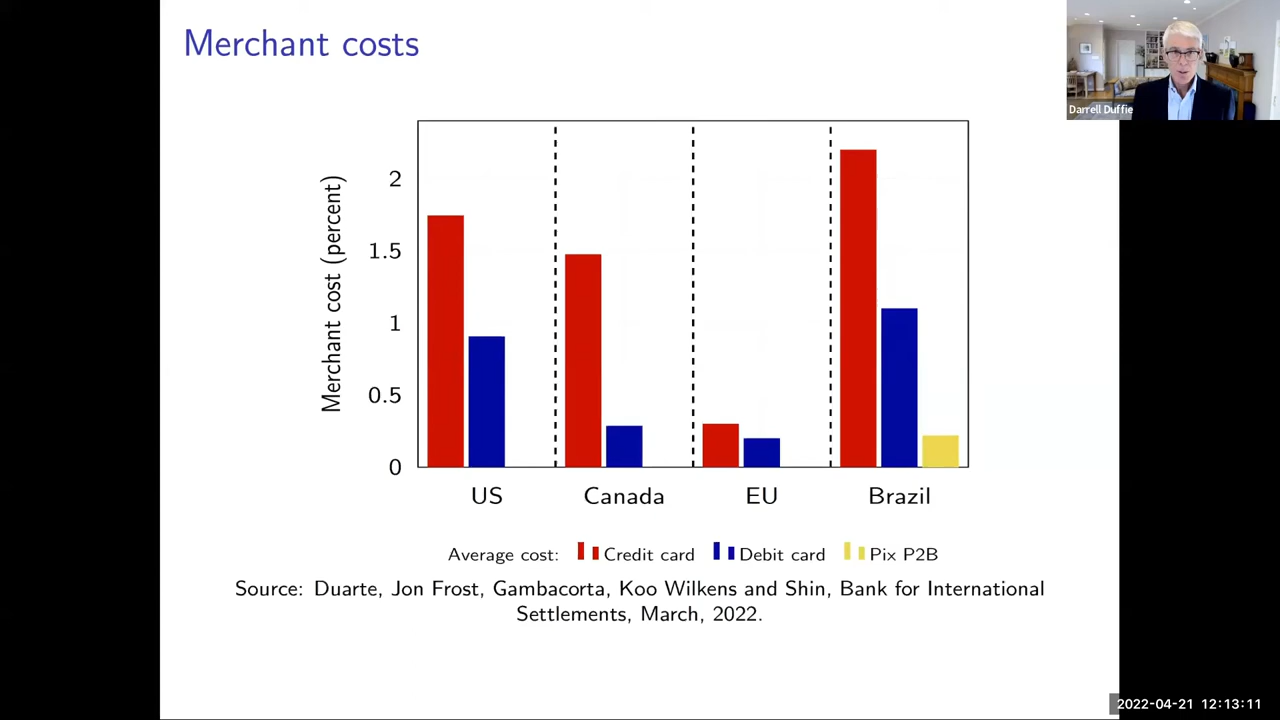 Merchant costs
Darrell Duffie
Merchant cost (percent)
2
1.5
1
0.5
0
US Canada EU Brazil
Average cost: Credit card Debit card Pix P2B
Source: Duarte, Jon Frost, Gambacorta, Koo Wilkens and Shin, Bank for International
Settlements, March, 2022.
2022-04-21 12:13:11